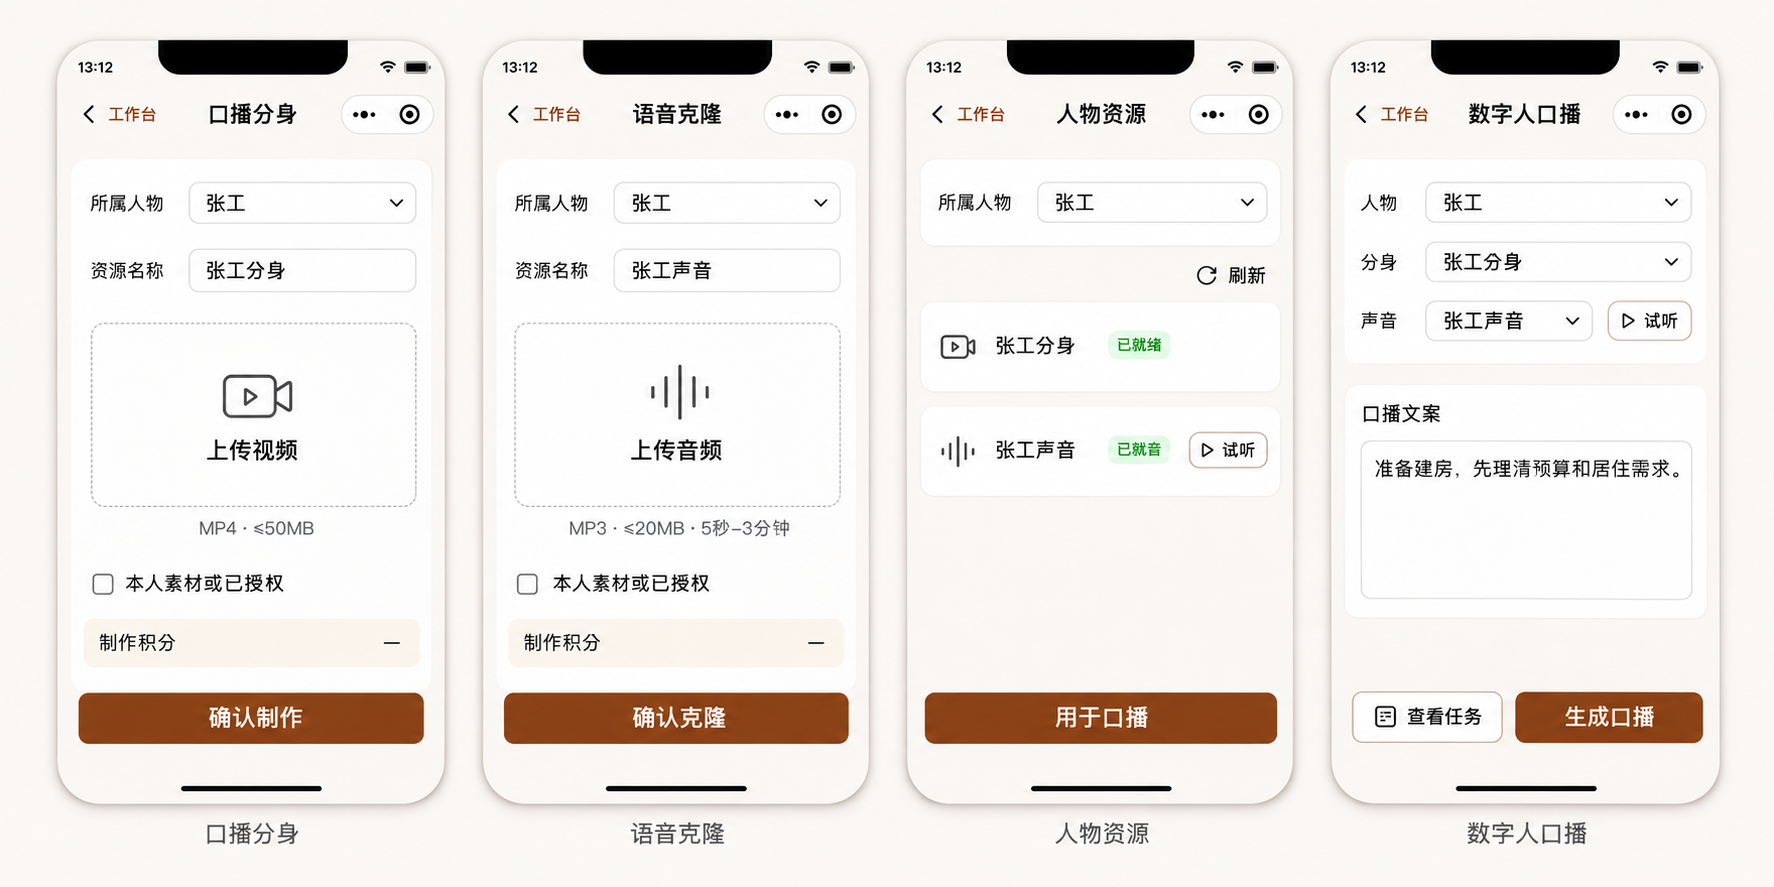 13:12
工作台
口播分身
所属人物
张工
资源名称
张工分身
上传视频
MP4 · ≤50MB
本人素材或已授权
制作积分
—
确认制作
口播分身
13:12
工作台
语音克隆
所属人物
张工
资源名称
张工声音
上传音频
MP3 · ≤20MB · 5秒–3分钟
本人素材或已授权
制作积分
—
确认克隆
语音克隆
13:12
工作台
人物资源
所属人物
张工
刷新
张工分身
已就绪
张工声音
已就音
试听
用于口播
人物资源
13:12
工作台
数字人口播
人物
张工
分身
张工分身
声音
张工声音
试听
口播文案
准备建房，先理清预算和居住需求。
查看任务
生成口播
数字人口播